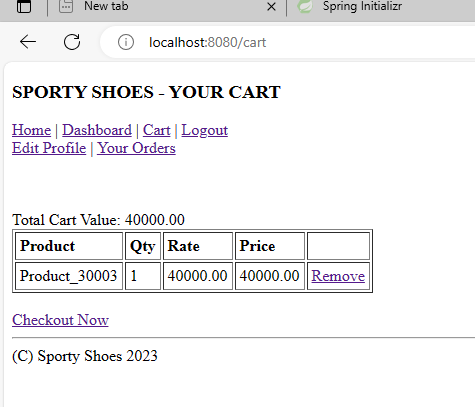 New tab
Spring Initializr
localhost:8080/cart
SPORTY SHOES - YOUR CART
Home | Dashboard | Cart | Logout
Edit Profile | Your Orders
Total Cart Value: 40000.00
Product Qty Rate Price
Product_30003 1 40000.00 40000.00 Remove
Checkout Now
(C) Sporty Shoes 2023